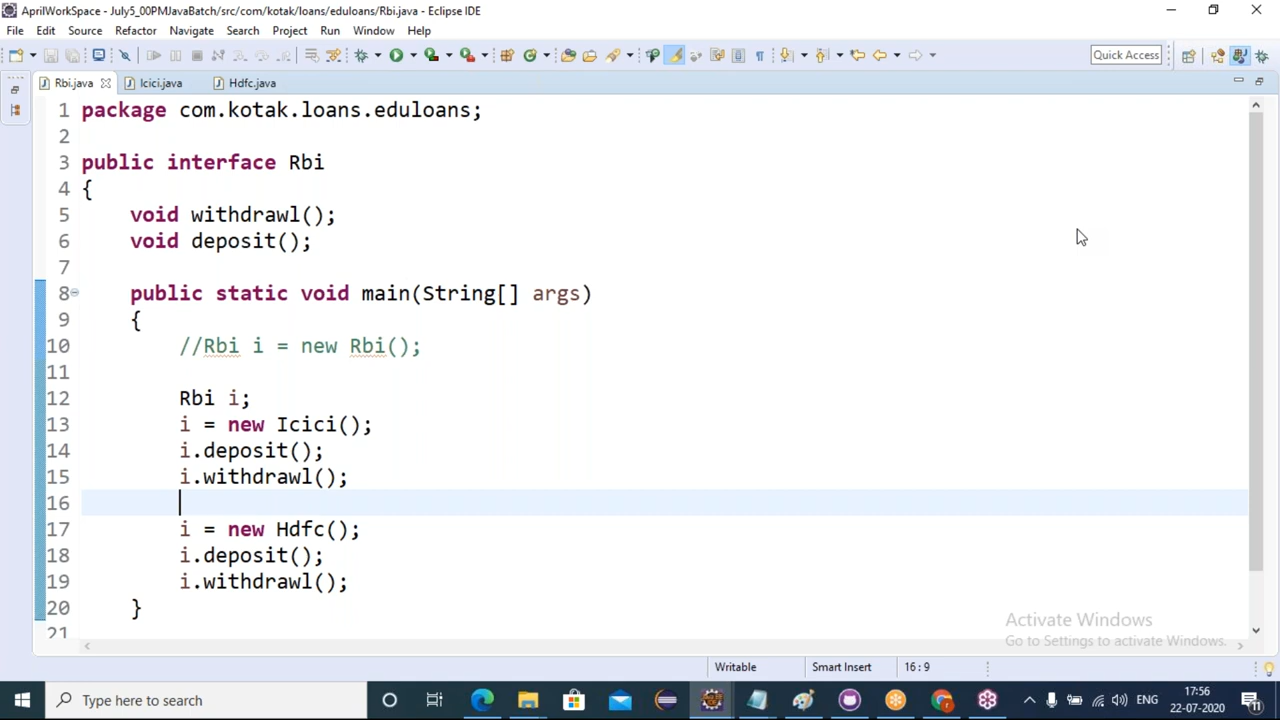 AprilWorkSpace - July5_00PMJavaBatch/src/com/kotak/loans/eduloans/Rbi.java - Eclipse IDE
File Edit Source Refactor Navigate Search Project Run Window Help
Quick Access
Rbi.java Icici.java Hdfc.java
1 package com.kotak.loans.eduloans;
2
3 public interface Rbi
4 {
5 void withdrawl();
6 void deposit();
7
8 public static void main(String[] args)
9 {
10 //Rbi i = new Rbi();
11
12 Rbi i;
13 i = new Icici();
14 i.deposit();
15 i.withdrawl();
16
17 i = new Hdfc();
18 i.deposit();
19 i.withdrawl();
20 }
21
Activate Windows
Go to Settings to activate Windows.
Writable Smart Insert 16:9
Type here to search
ENG
17:56
22-07-2020
11